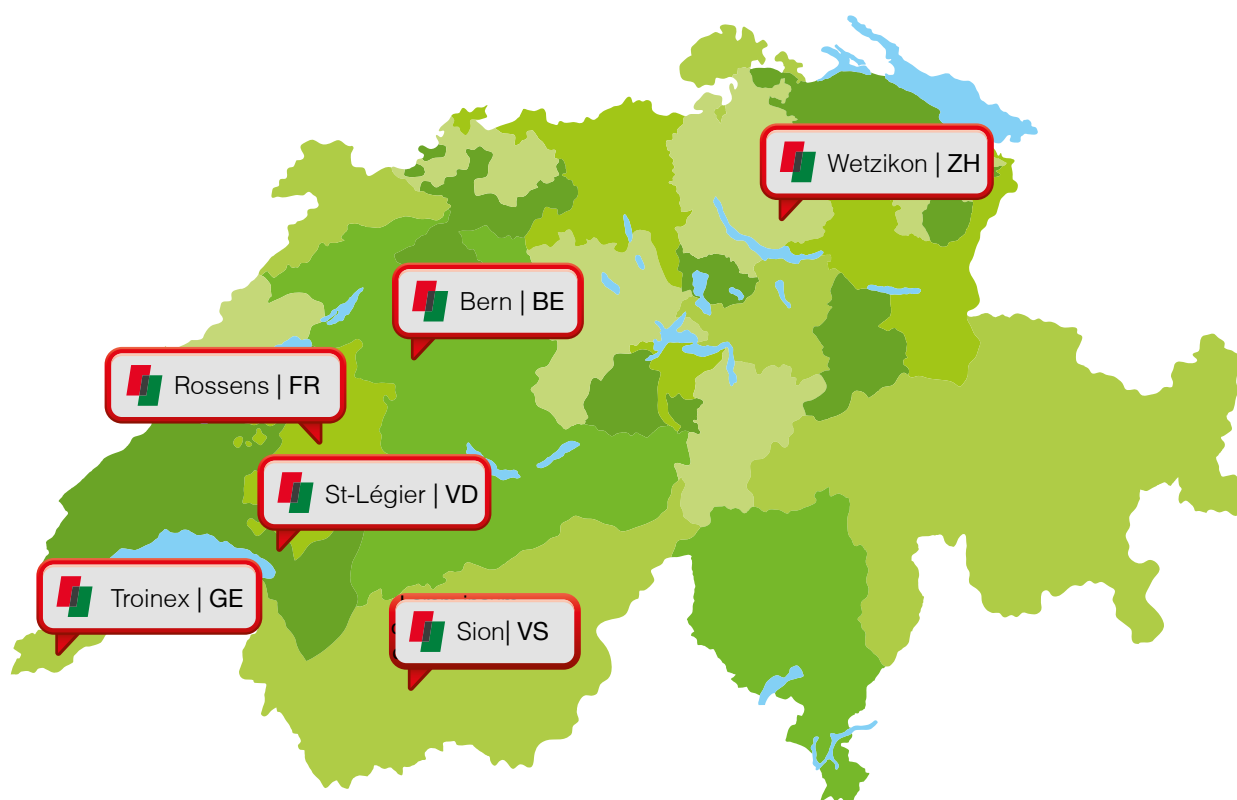 Wetzikon | ZH
Bern | BE
Rossens | FR
St-Légier | VD
Troinex | GE
Sion| VS